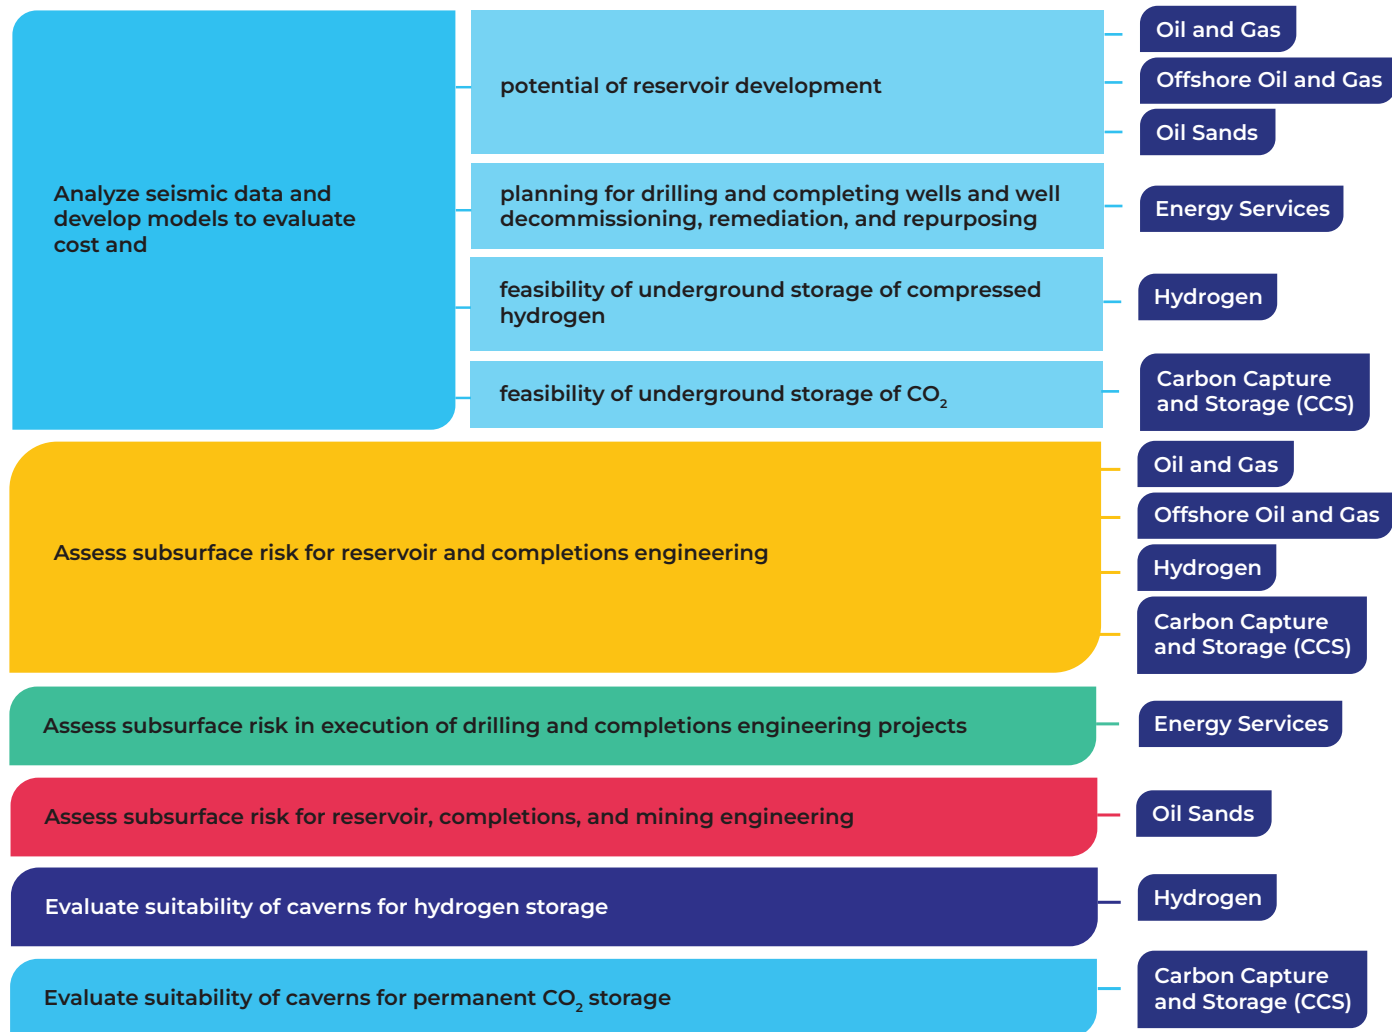 Analyze seismic data and
develop models to evaluate
cost and
potential of reservoir development
Oil and Gas
Offshore Oil and Gas
Oil Sands
planning for drilling and completing wells and well
decommissioning, remediation, and repurposing
Energy Services
feasibility of underground storage of compressed
hydrogen
Hydrogen
feasibility of underground storage of CO₂
Carbon Capture
and Storage (CCS)
Assess subsurface risk for reservoir and completions engineering
Oil and Gas
Offshore Oil and Gas
Hydrogen
Carbon Capture
and Storage (CCS)
Assess subsurface risk in execution of drilling and completions engineering projects
Energy Services
Assess subsurface risk for reservoir, completions, and mining engineering
Oil Sands
Evaluate suitability of caverns for hydrogen storage
Hydrogen
Evaluate suitability of caverns for permanent CO₂ storage
Carbon Capture
and Storage (CCS)